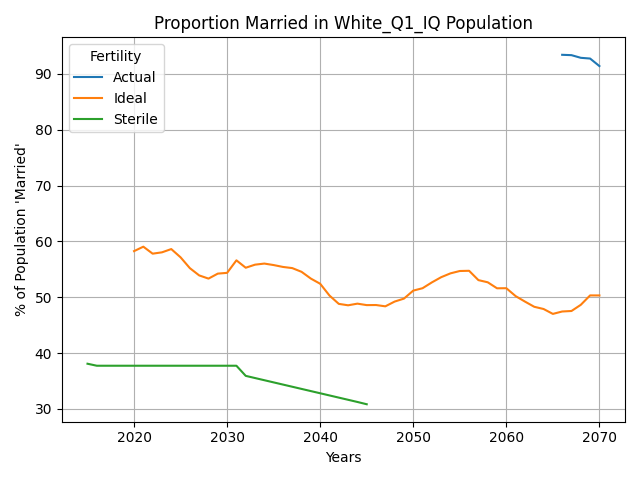 Proportion Married in White_Q1_IQ Population
Fertility
Actual
Ideal
Sterile
% of Population 'Married'
90
80
70
60
50
40
30
2020
2030
2040
2050
2060
2070
Years